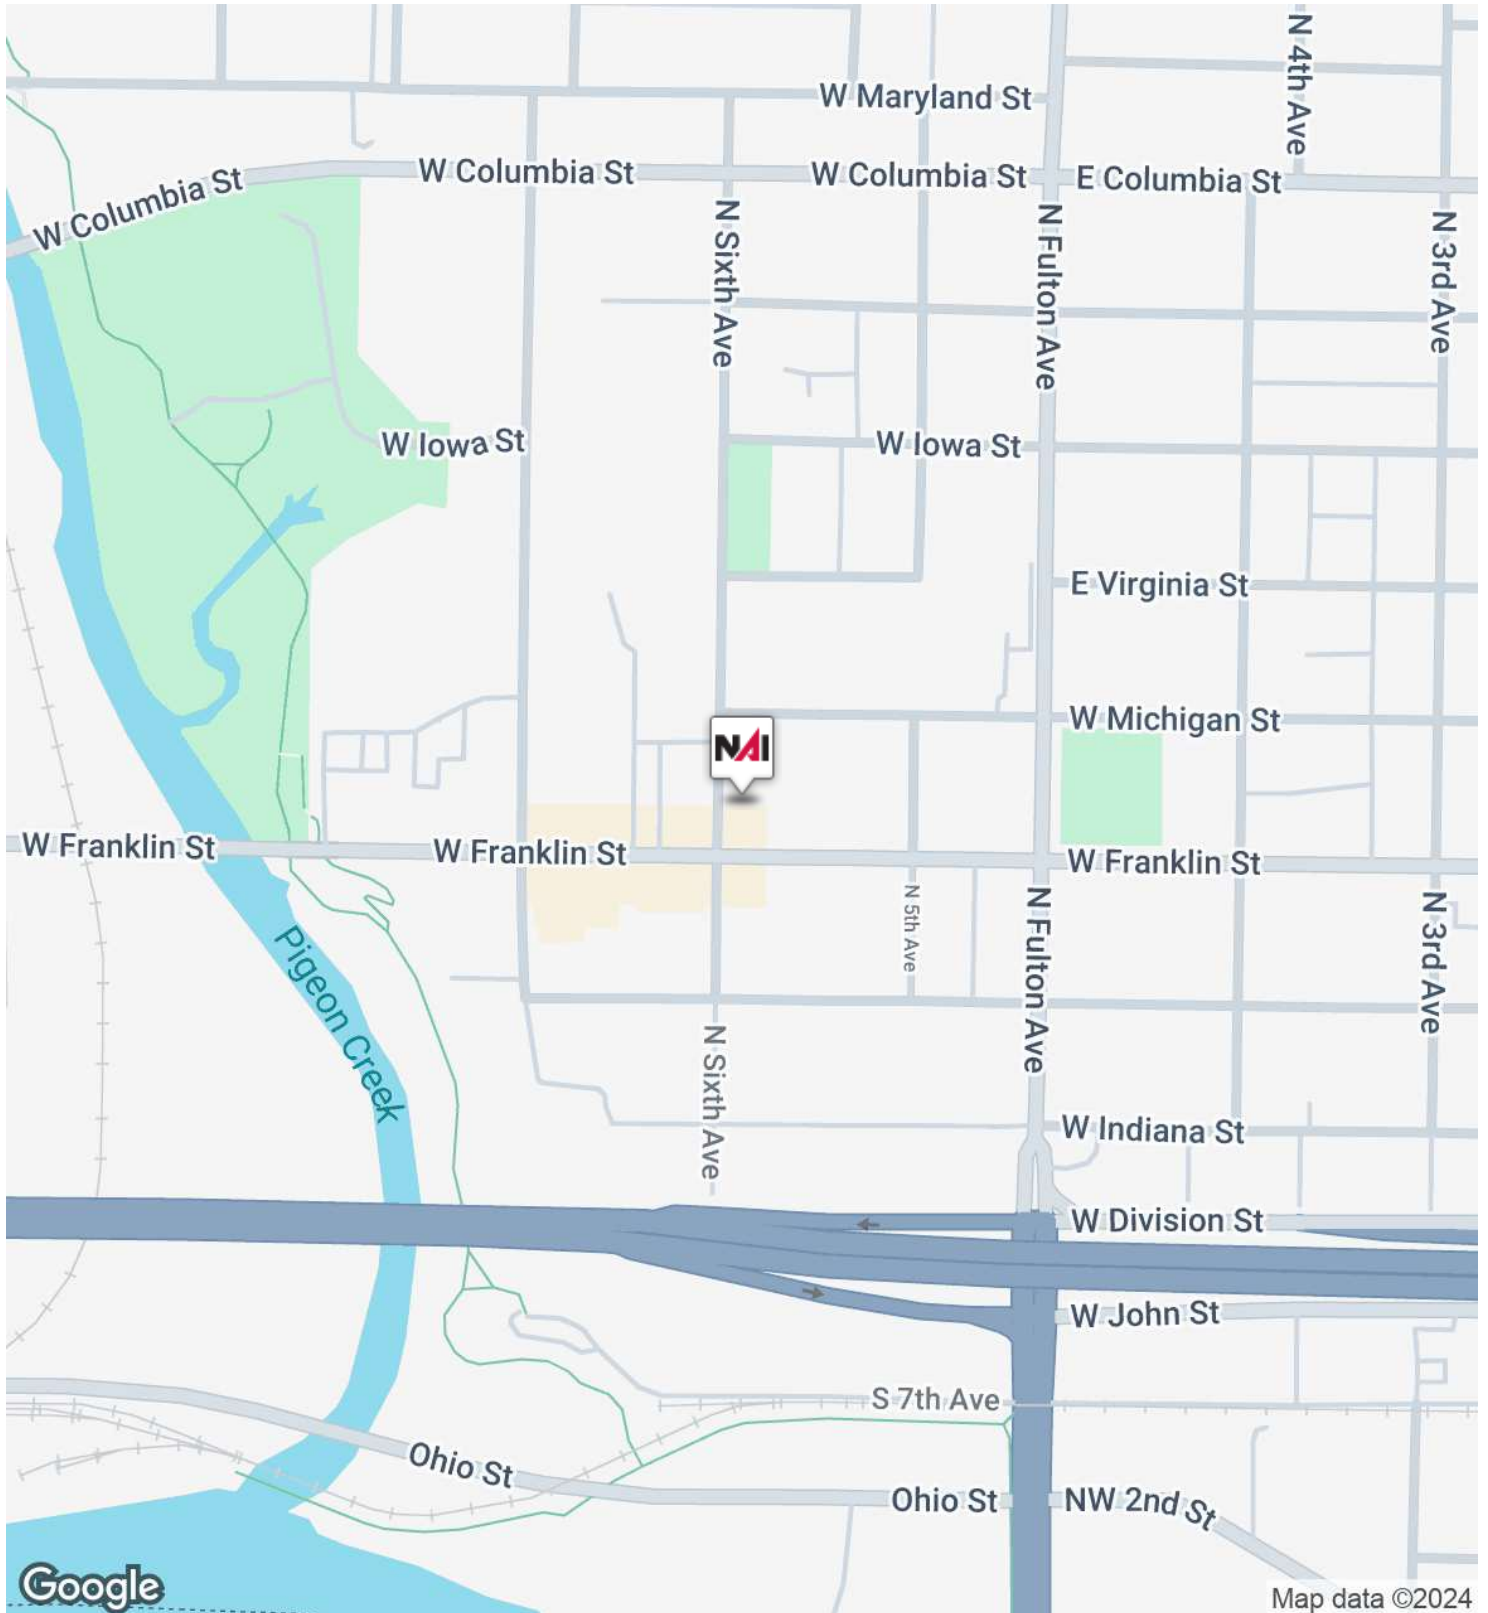 N 4th Ave
W Maryland St
W Columbia St
W Columbia St
W Columbia St
E Columbia St
N Sixth Ave
N Fulton Ave
N 3rd Ave
W Iowa St
W Iowa St
E Virginia St
W Michigan St
NAI
W Franklin St
W Franklin St
W Franklin St
N 5th Ave
N Fulton Ave
N 3rd Ave
Pigeon Creek
N Sixth Ave
W Indiana St
W Division St
W John St
S 7th Ave
Ohio St
Ohio St
NW 2nd St
Google
Map data ©2024